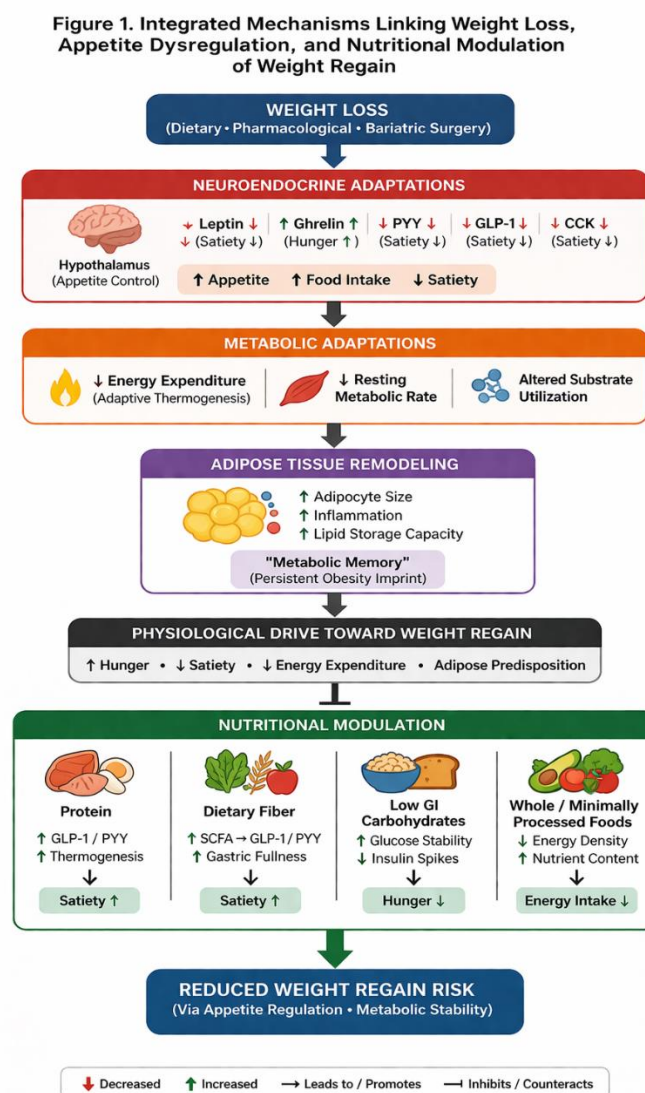 Figure 1. Integrated Mechanisms Linking Weight Loss,
Appetite Dysregulation, and Nutritional Modulation
of Weight Regain
WEIGHT LOSS
(Dietary • Pharmacological • Bariatric Surgery)
NEUROENDOCRINE ADAPTATIONS
Hypothalamus
(Appetite Control)
↓ Leptin ↓
↓ (Satiety ↓)
↑ Ghrelin ↑
(Hunger ↑)
↓ PYY ↓
(Satiety ↓)
↓ GLP-1 ↓
(Satiety ↓)
↓ CCK ↓
(Satiety ↓)
↑ Appetite ↑ Food Intake ↓ Satiety
METABOLIC ADAPTATIONS
↓ Energy Expenditure
(Adaptive Thermogenesis)
↓ Resting
Metabolic Rate
Altered Substrate
Utilization
ADIPOSE TISSUE REMODELING
↑ Adipocyte Size
↑ Inflammation
↑ Lipid Storage Capacity
"Metabolic Memory"
(Persistent Obesity Imprint)
PHYSIOLOGICAL DRIVE TOWARD WEIGHT REGAIN
↑ Hunger • ↓ Satiety • ↓ Energy Expenditure • Adipose Predisposition
NUTRITIONAL MODULATION
Protein
↑ GLP-1 / PYY
↑ Thermogenesis
↓
Satiety ↑
Dietary Fiber
↑ SCFA → GLP-1 / PYY
↑ Gastric Fullness
↓
Satiety ↑
Low GI
Carbohydrates
↑ Glucose Stability
↓ Insulin Spikes
↓
Hunger ↓
Whole / Minimally
Processed Foods
↓ Energy Density
↑ Nutrient Content
↓
Energy Intake ↓
REDUCED WEIGHT REGAIN RISK
(Via Appetite Regulation • Metabolic Stability)
↓ Decreased ↑ Increased → Leads to / Promotes ⊣ Inhibits / Counteracts